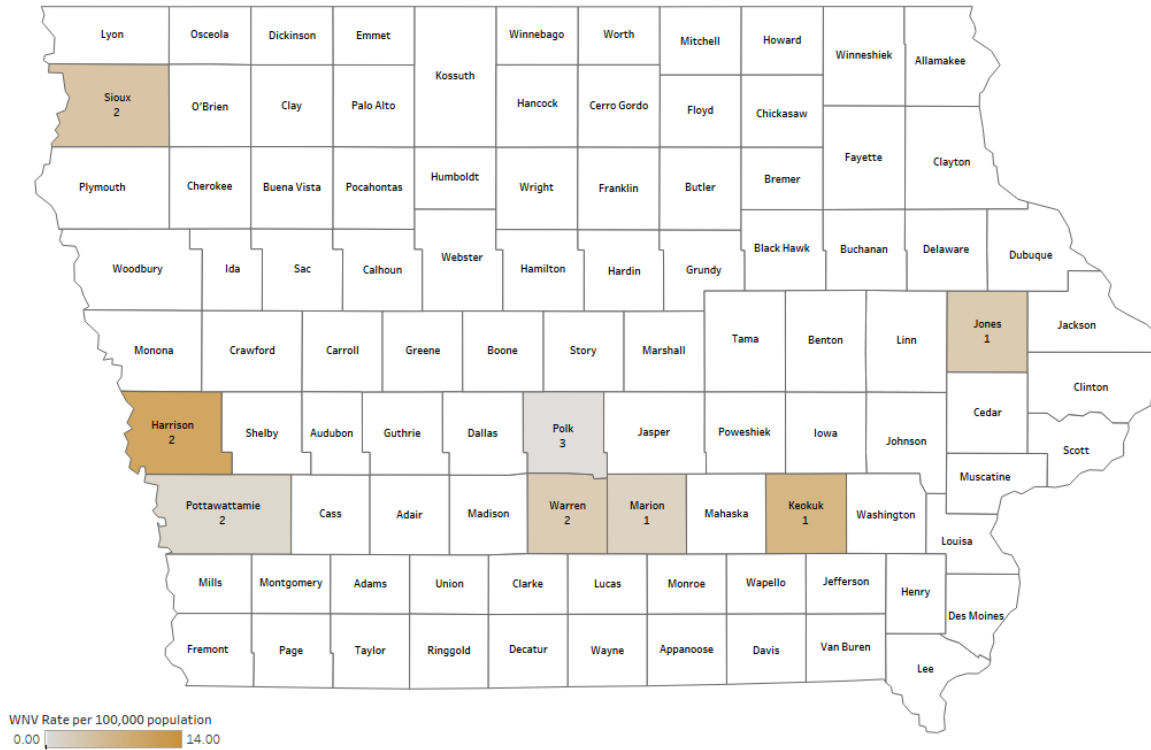 Lyon
Osceola
Dickinson
Emmet
Kossuth
Winnebago
Worth
Mitchell
Howard
Winneshiek
Allamakee
Sioux
2
O'Brien
Clay
Palo Alto
Hancock
Cerro Gordo
Floyd
Chickasaw
Fayette
Clayton
Plymouth
Cherokee
Buena Vista
Pocahontas
Humboldt
Wright
Franklin
Butler
Bremer
Woodbury
Ida
Sac
Calhoun
Webster
Hamilton
Hardin
Grundy
Black Hawk
Buchanan
Delaware
Dubuque
Monona
Crawford
Carroll
Greene
Boone
Story
Marshall
Tama
Benton
Linn
Jones
1
Jackson
Clinton
Harrison
2
Shelby
Audubon
Guthrie
Dallas
Polk
3
Jasper
Poweshiek
Iowa
Johnson
Cedar
Scott
Muscatine
Pottawattamie
2
Cass
Adair
Madison
Warren
2
Marion
1
Mahaska
Keokuk
1
Washington
Louisa
Mills
Montgomery
Adams
Union
Clarke
Lucas
Monroe
Wapello
Jefferson
Henry
Des Moines
Fremont
Page
Taylor
Ringgold
Decatur
Wayne
Appanoose
Davis
Van Buren
Lee
WNV Rate per 100,000 population
0.00 14.00